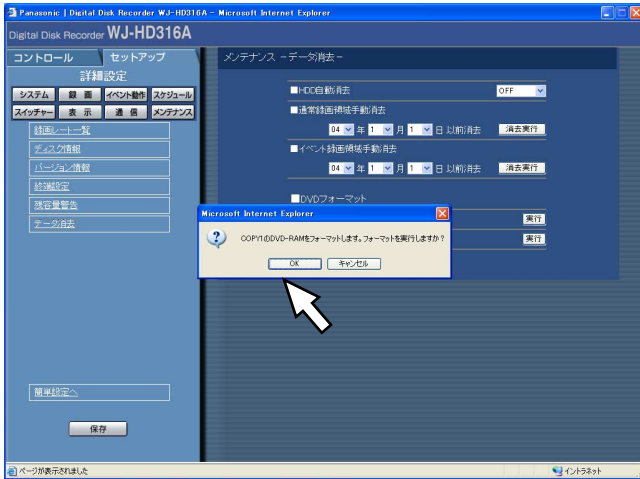 Panasonic | Digital Disk Recorder WJ-HD316A - Microsoft Internet Explorer
Digital Disk Recorder WJ-HD316A
コントロール セットアップ
詳細設定
システム 録画 イベント動作 スケジュール
スイッチャー 表示 通信 メンテナンス
録画レート一覧
ディスク情報
バージョン情報
終端設定
残容量警告
データ消去
簡単設定へ
保存
メンテナンス -データ消去-
■HDD自動消去 OFF
■通常録画領域手動消去
04 年 1 月 1 日 以前消去 消去実行
■イベント録画領域手動消去
04 年 1 月 1 日 以前消去 消去実行
■DVDフォーマット
実行
実行
Microsoft Internet Explorer
COPY1のDVD-RAMをフォーマットします。フォーマットを実行しますか?
OK キャンセル
ページが表示されました イントラネット